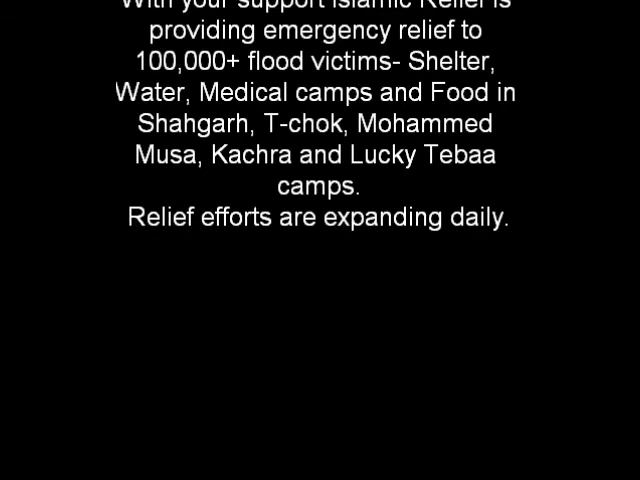 With your support Islamic Relief is
providing emergency relief to
100,000+ flood victims- Shelter,
Water, Medical camps and Food in
Shahgarh, T-chok, Mohammed
Musa, Kachra and Lucky Tebaa
camps.
Relief efforts are expanding daily.